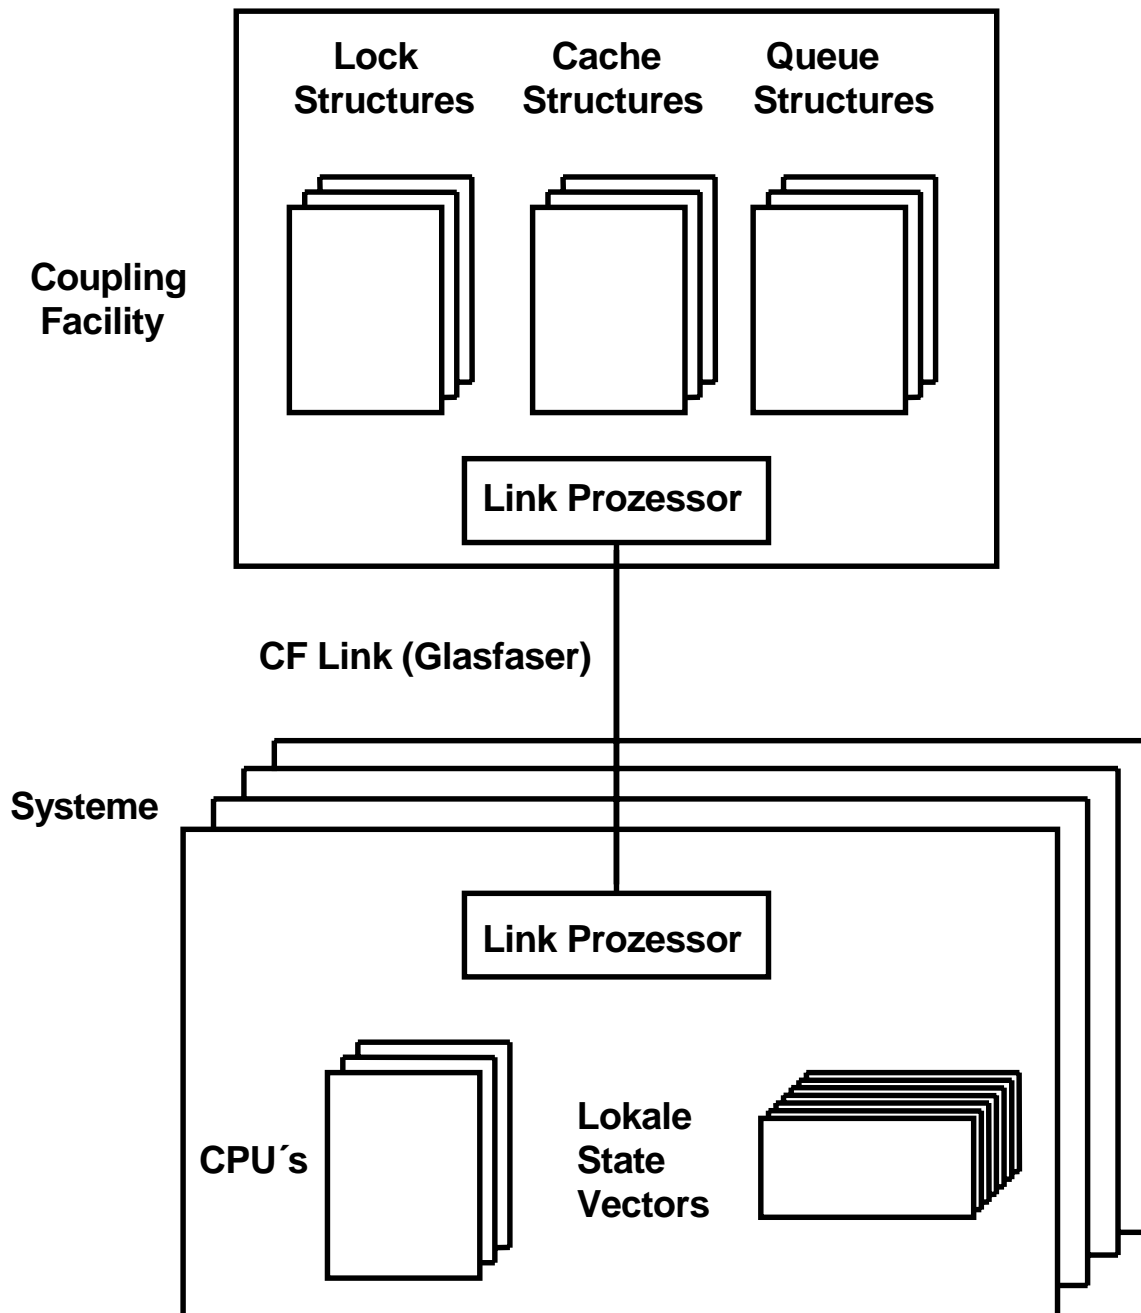 Lock
Structures
Cache
Structures
Queue
Structures
Coupling
Facility
Link Prozessor
CF Link (Glasfaser)
Systeme
Link Prozessor
CPU´s
Lokale
State
Vectors